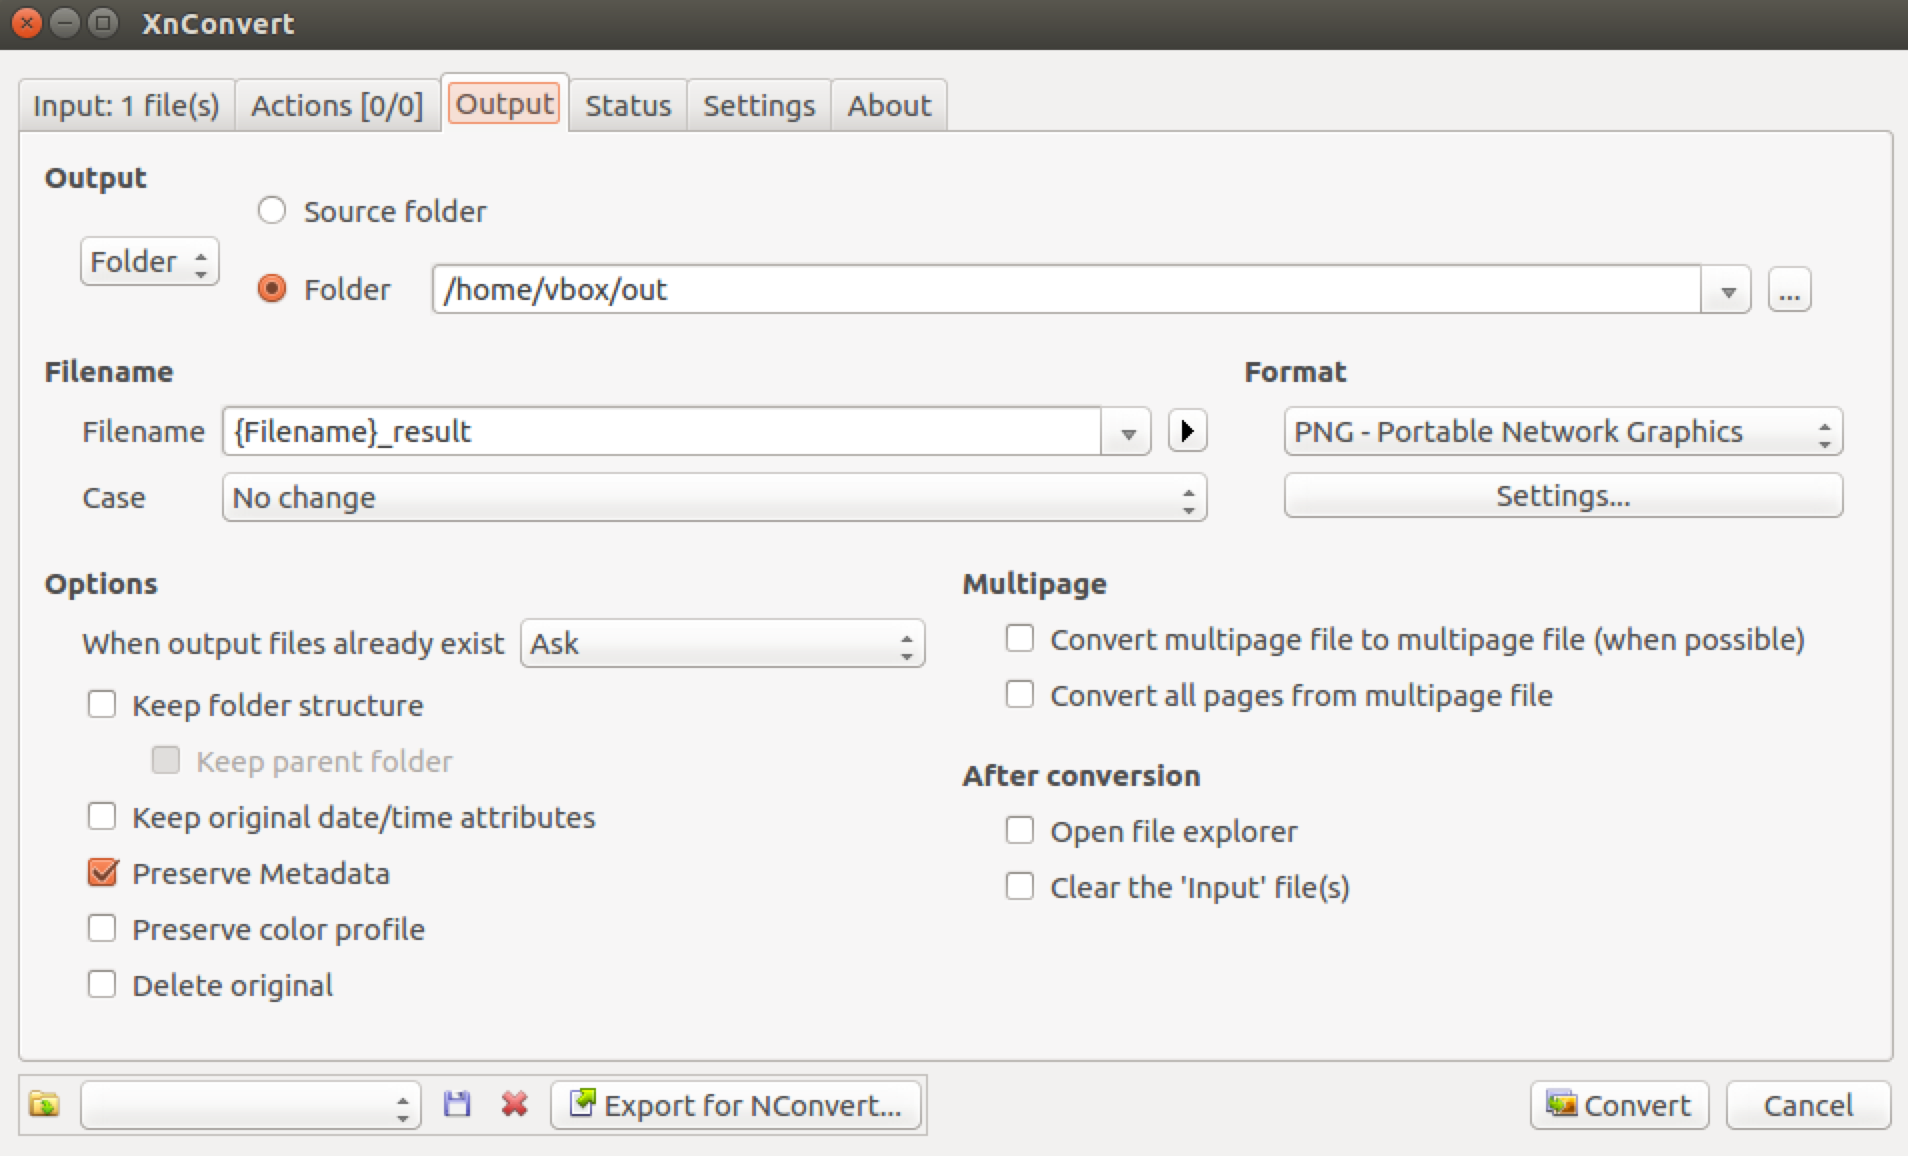 XnConvert
Input: 1 file(s) Actions [0/0] Output Status Settings About
Output
Source folder
Folder
Folder /home/vbox/out ...
Filename Format
Filename {Filename}_result PNG - Portable Network Graphics
Case No change Settings...
Options Multipage
When output files already exist Ask Convert multipage file to multipage file (when possible)
Keep folder structure Convert all pages from multipage file
Keep parent folder
After conversion
Keep original date/time attributes Open file explorer
Preserve Metadata Clear the 'Input' file(s)
Preserve color profile
Delete original
Export for NConvert... Convert Cancel